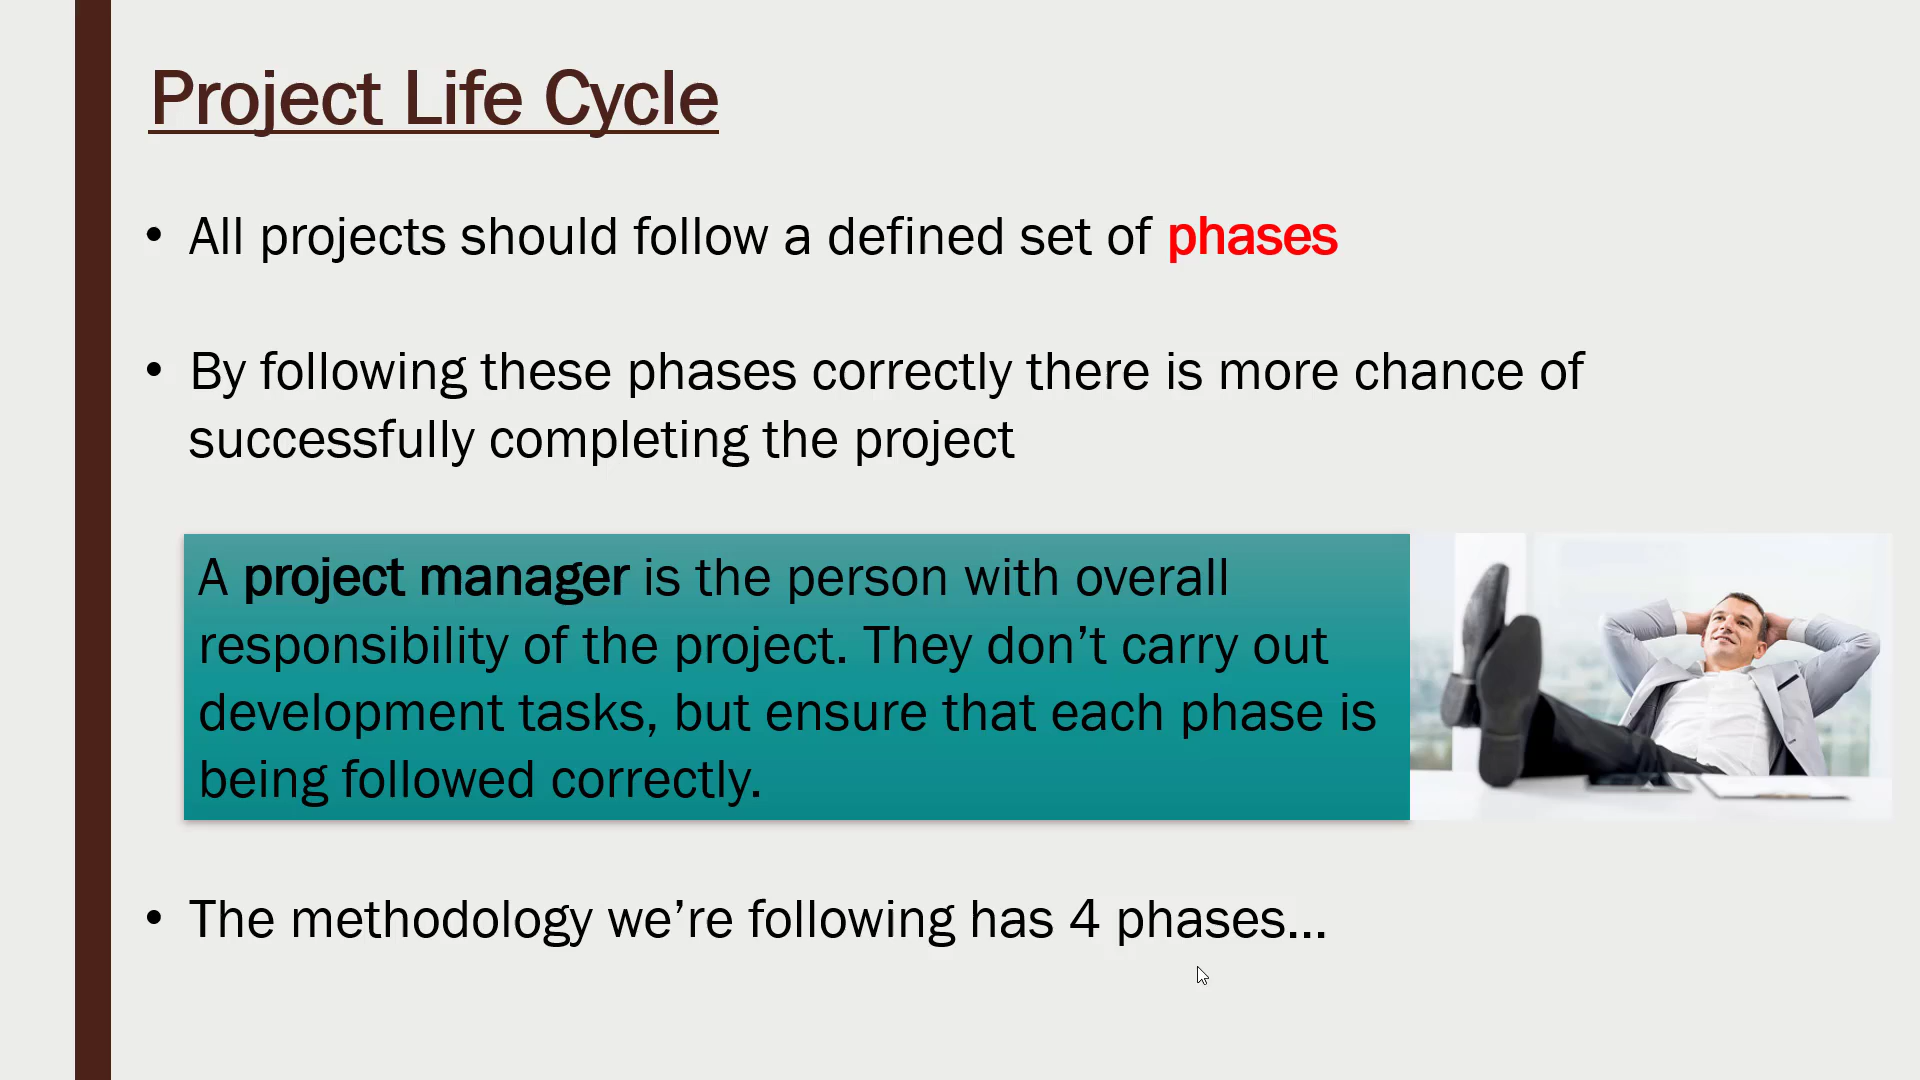 Project Life Cycle
• All projects should follow a defined set of phases
• By following these phases correctly there is more chance of
successfully completing the project
A project manager is the person with overall
responsibility of the project. They don’t carry out
development tasks, but ensure that each phase is
being followed correctly.
• The methodology we’re following has 4 phases...